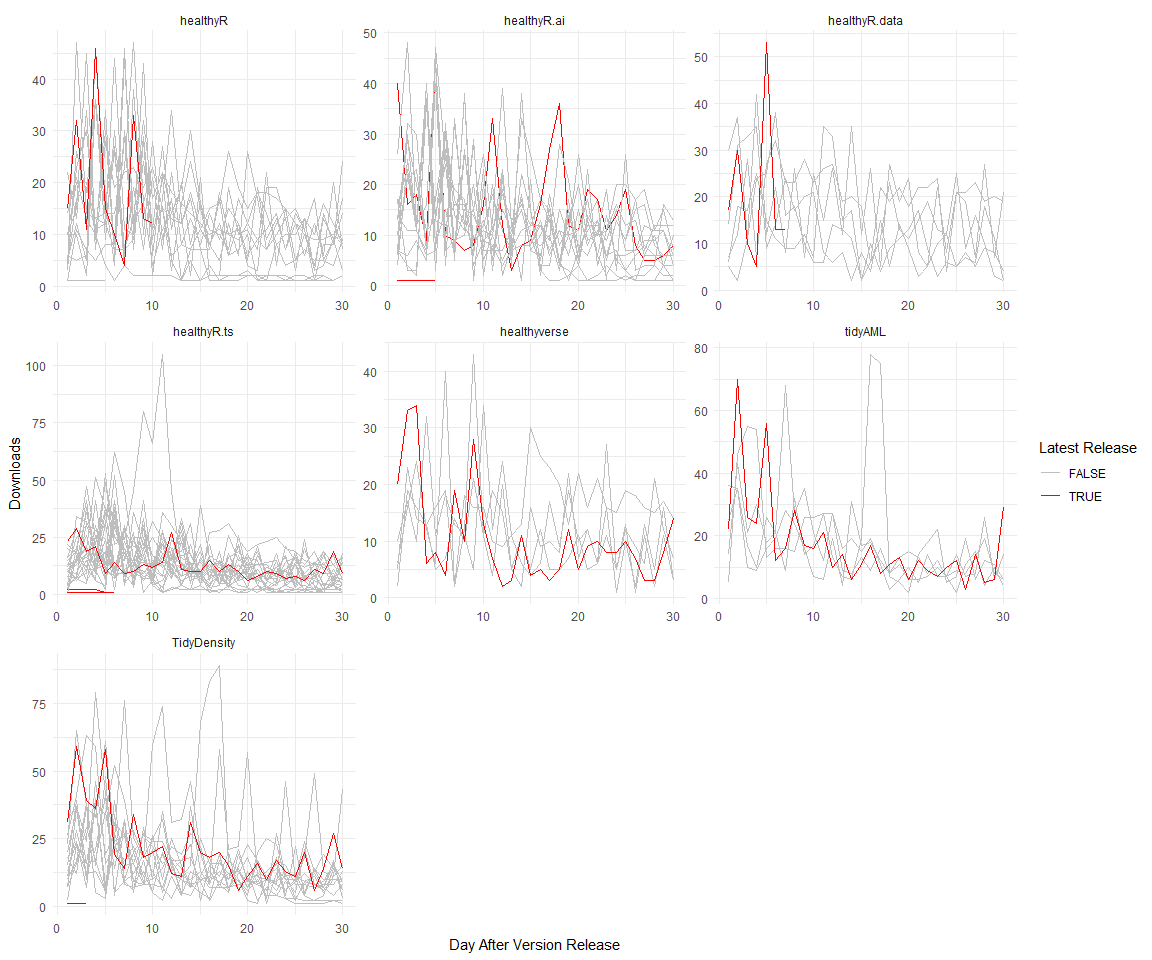 healthyR healthyR.ai healthyR.data
40 30 20 10 0
50 40 30 20 10 0
50 40 30 20 10 0
0 10 20 30 0 10 20 30 0 10 20 30
healthyR.ts healthyverse tidyAML
Downloads
100 75 50 25 0
40 30 20 10 0
80 60 40 20 0
0 10 20 30 0 10 20 30 0 10 20 30
Latest Release
FALSE
TRUE
TidyDensity
75
50
25
0
0 10 20 30
Day After Version Release